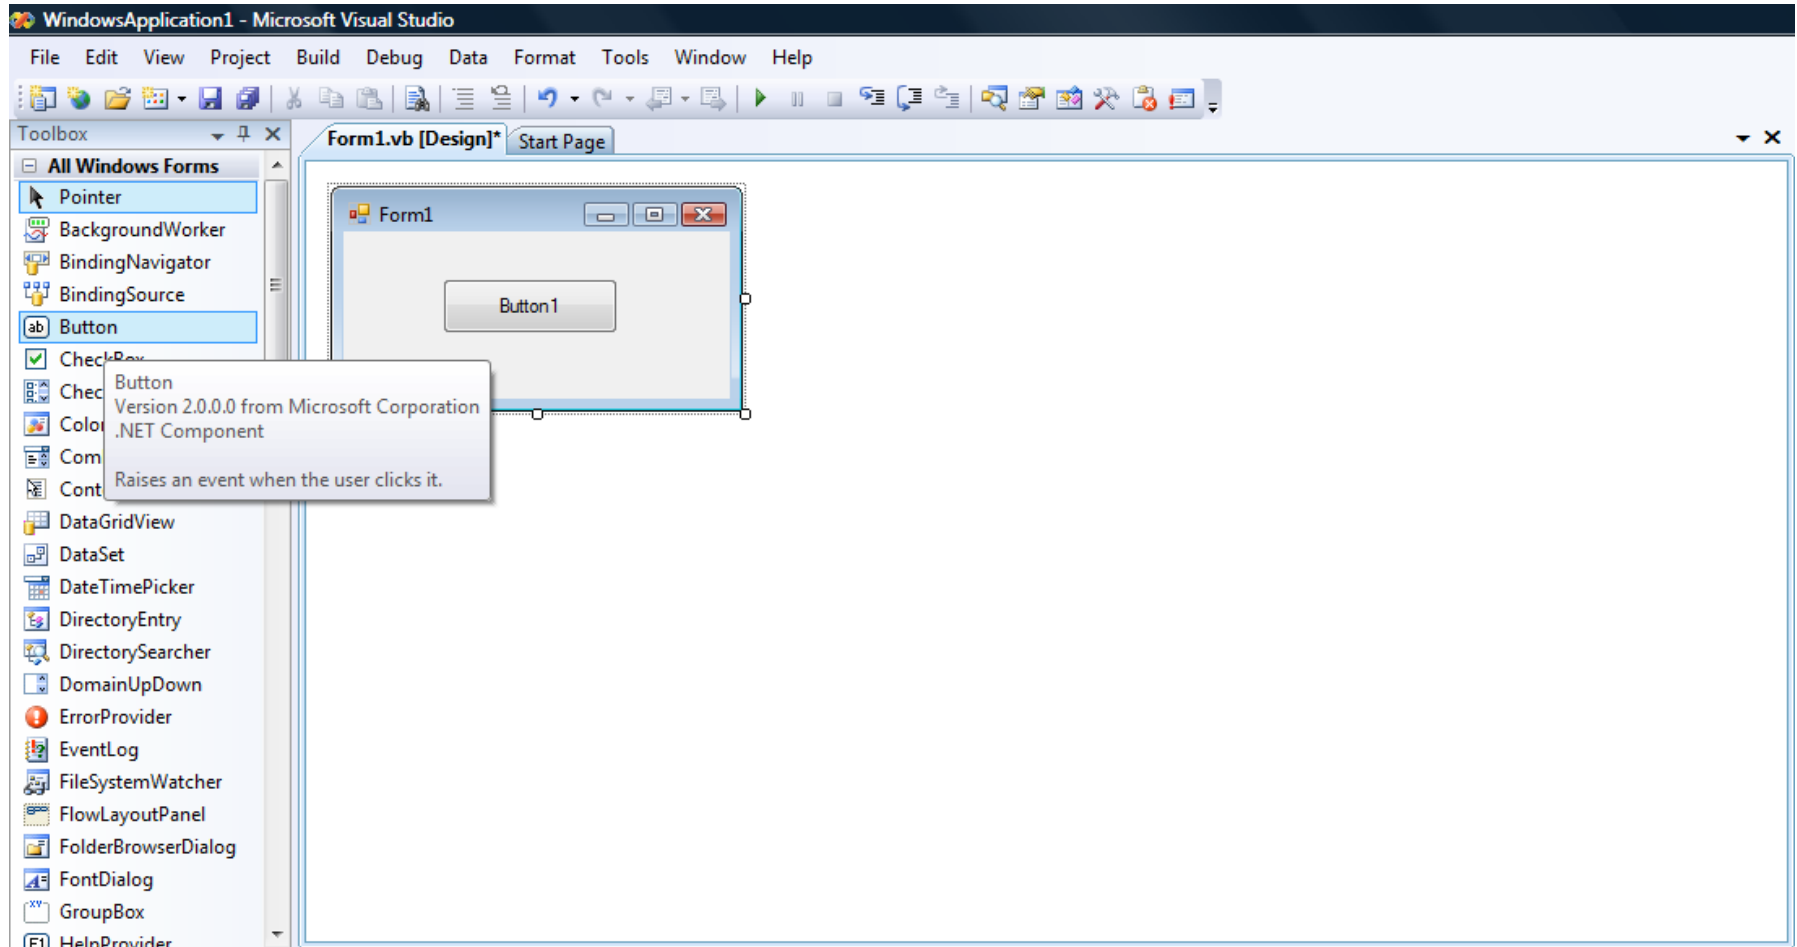 WindowsApplication1 - Microsoft Visual Studio
File Edit View Project Build Debug Data Format Tools Window Help
Toolbox
Form1.vb [Design]* Start Page
All Windows Forms
Pointer
Form1
BackgroundWorker
BindingNavigator
BindingSource
Button1
ab Button
Button
Version 2.0.0.0 from Microsoft Corporation
.NET Component
Raises an event when the user clicks it.
DataGridView
DataSet
DateTimePicker
DirectoryEntry
DirectorySearcher
DomainUpDown
ErrorProvider
EventLog
FileSystemWatcher
FlowLayoutPanel
FolderBrowserDialog
FontDialog
GroupBox
HelpProvider